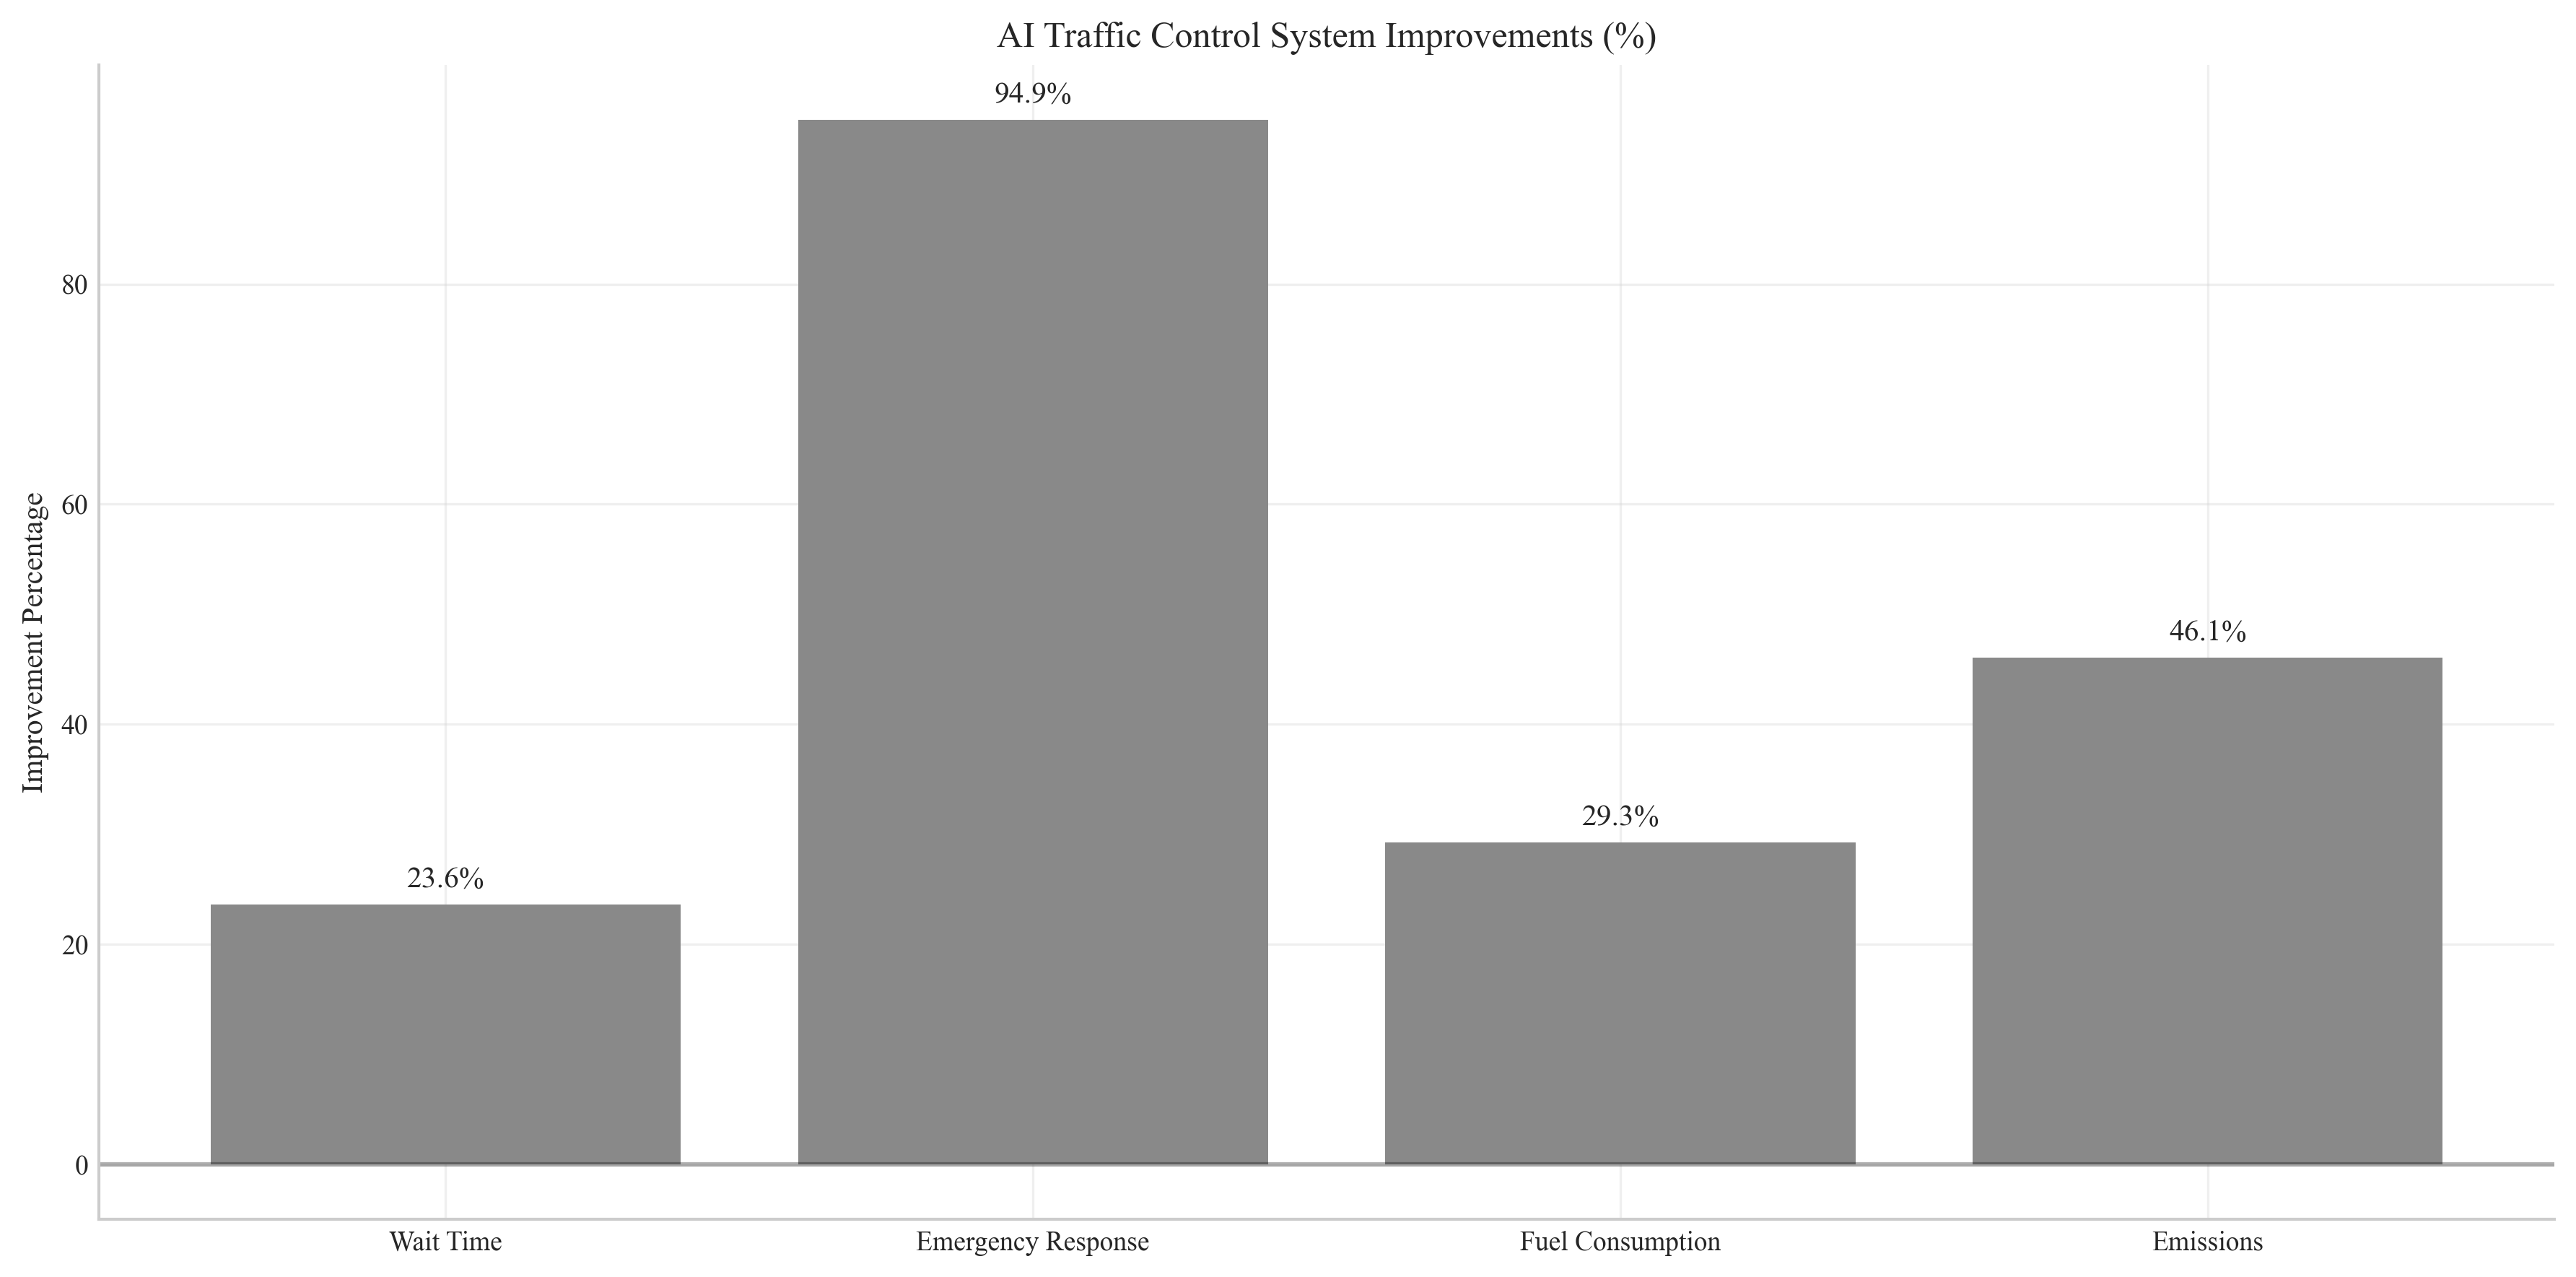 AI Traffic Control System Improvements (%)
Improvement Percentage
80
60
40
20
0
23.6%
94.9%
29.3%
46.1%
Wait Time
Emergency Response
Fuel Consumption
Emissions